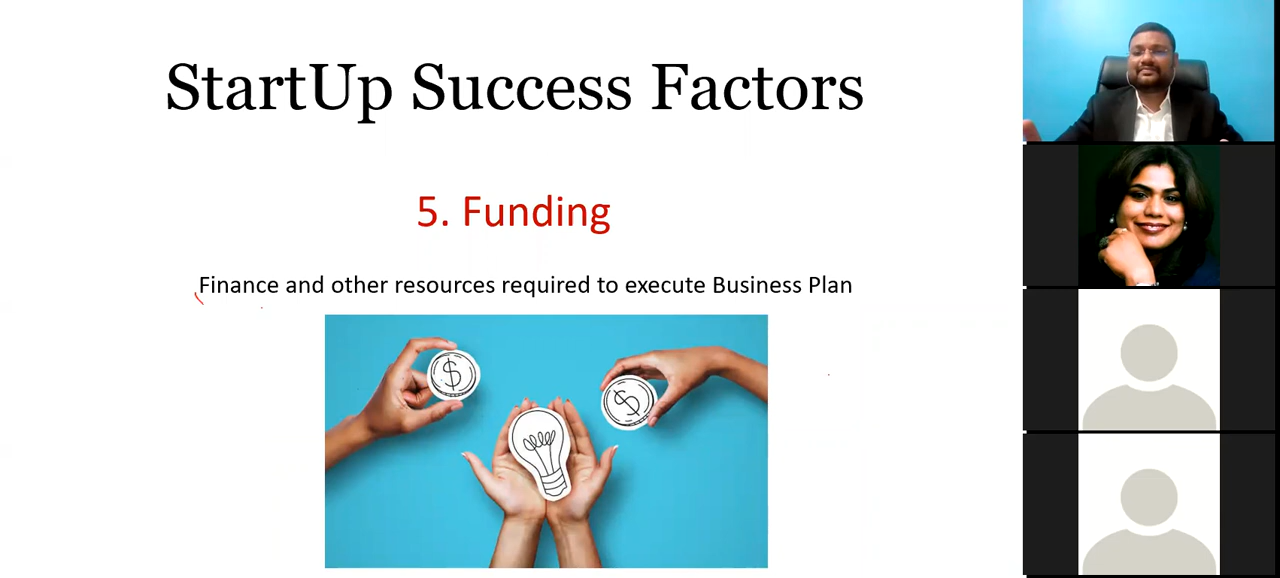 StartUp Success Factors
5. Funding
Finance and other resources required to execute Business Plan
$
$